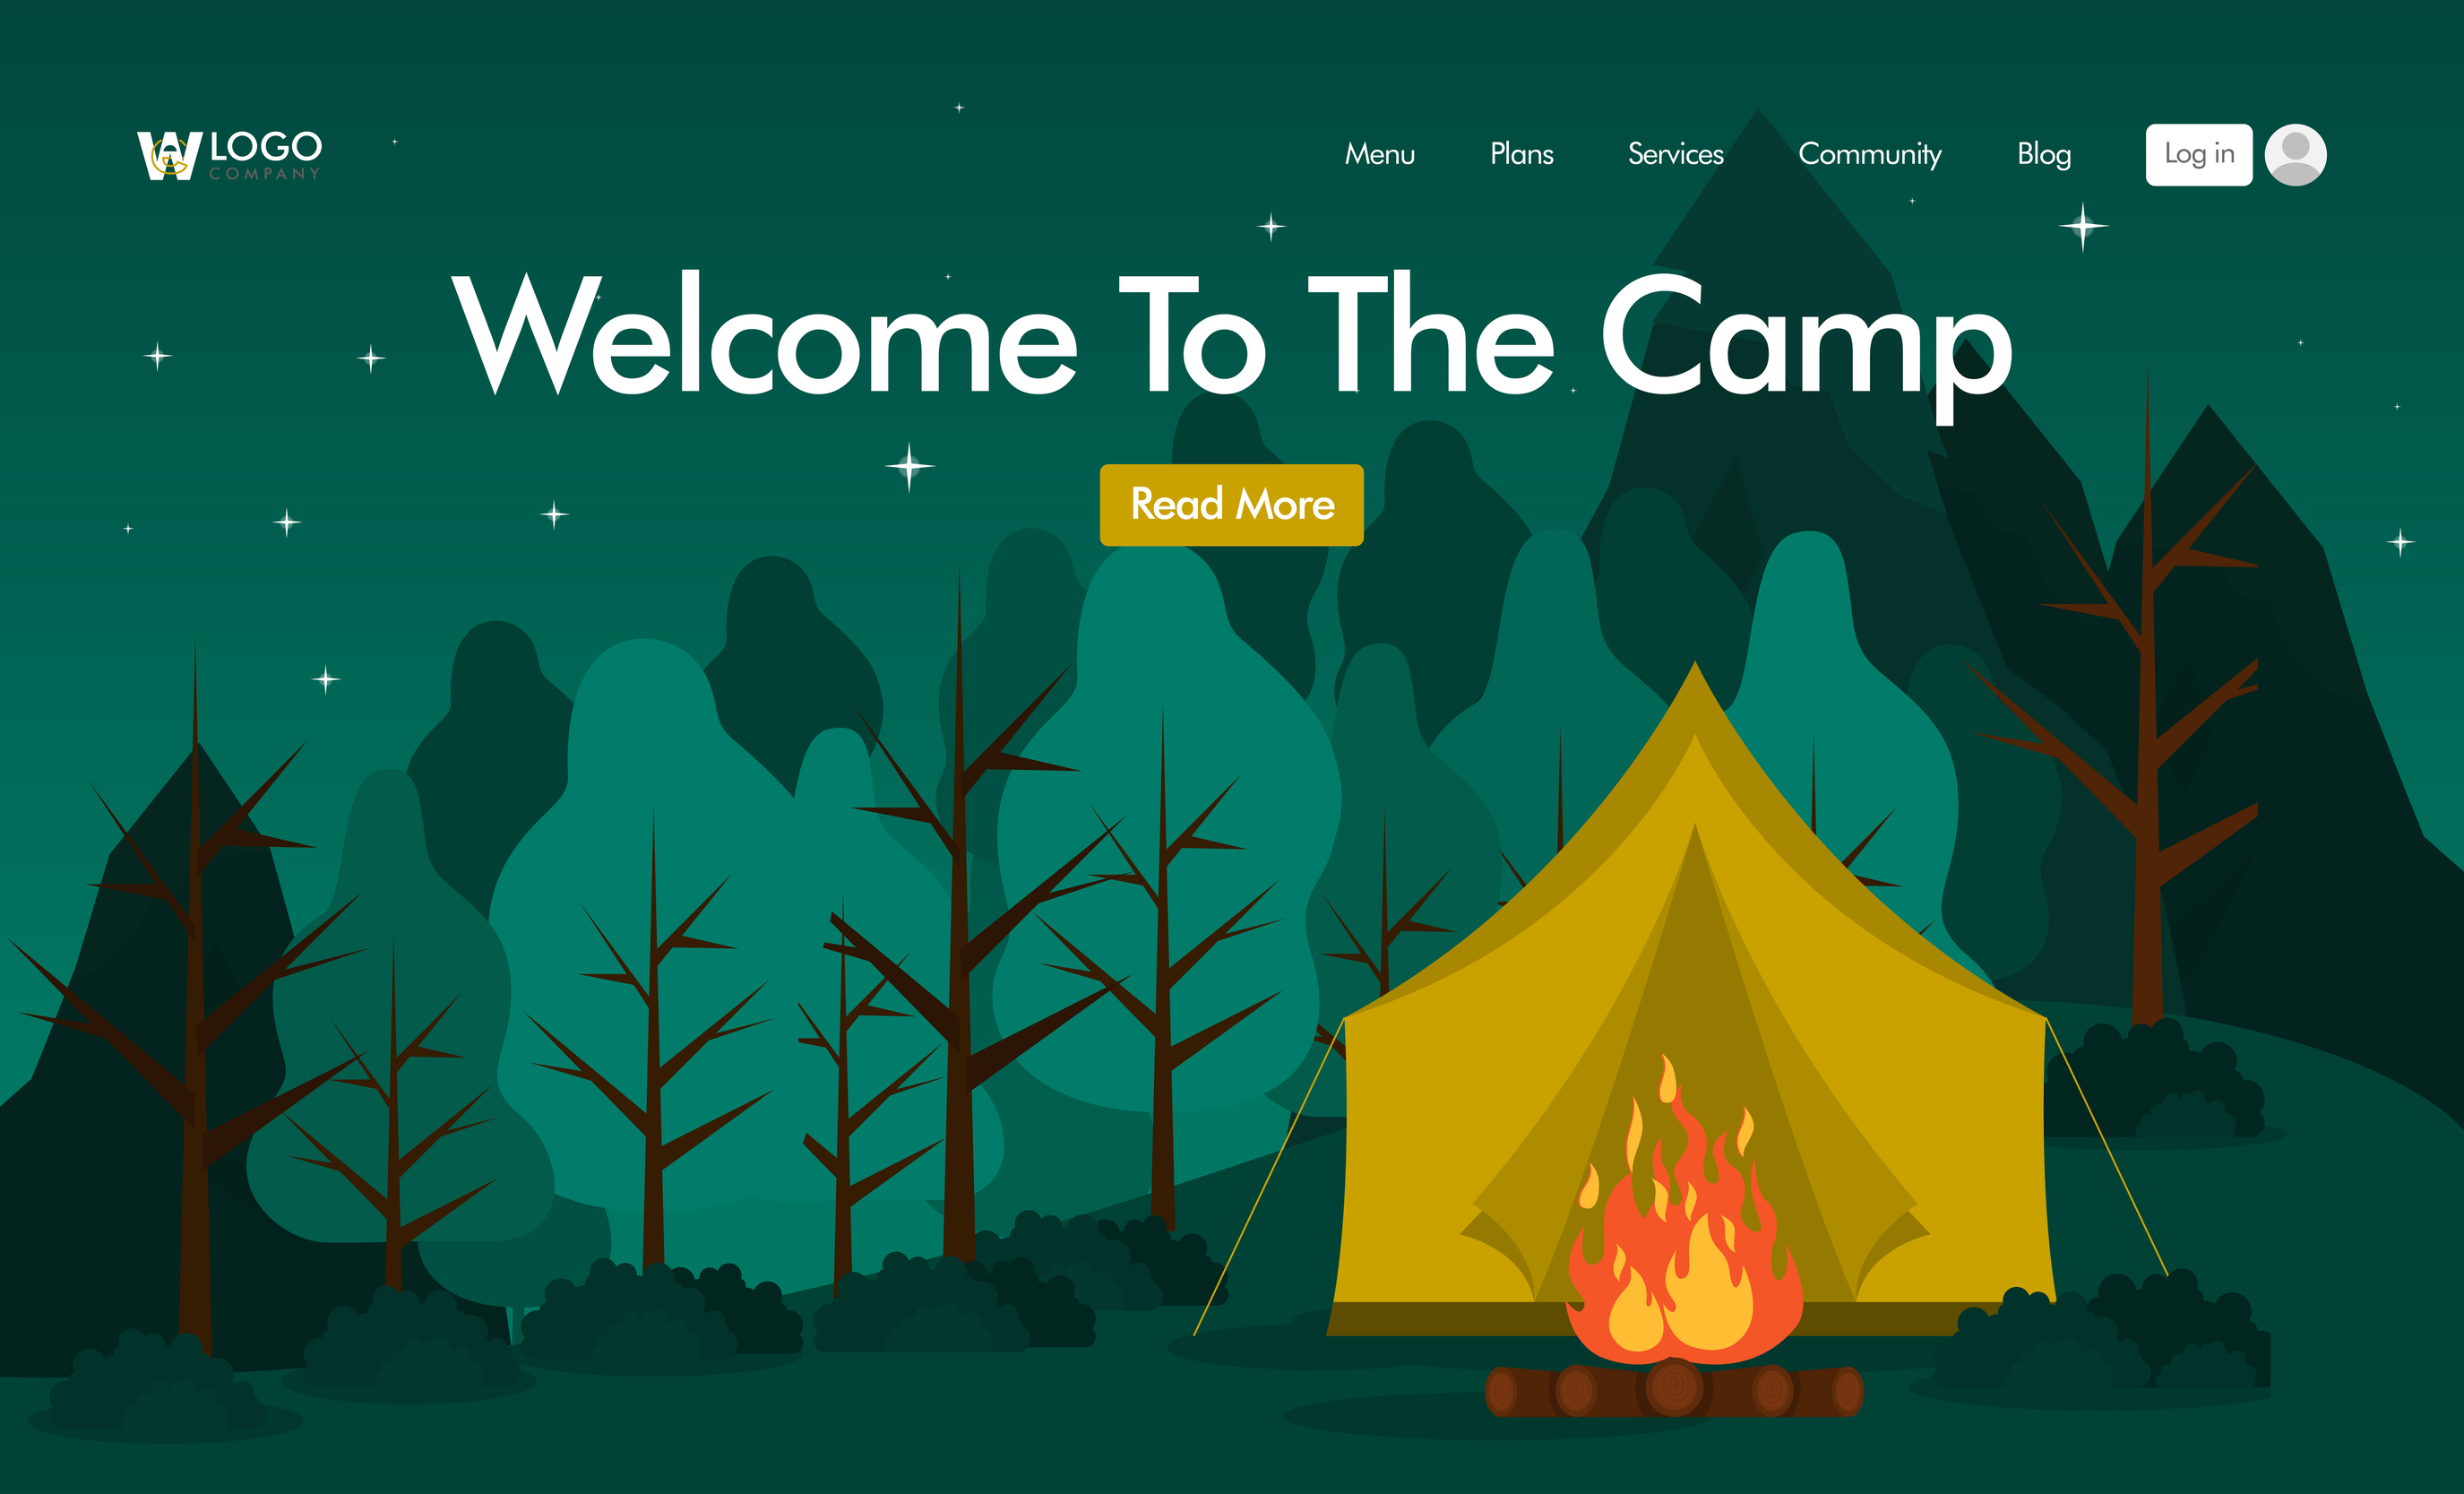 LOGO
COMPANY
Menu Plans Services Community Blog Log in
Welcome To The Camp
Read More